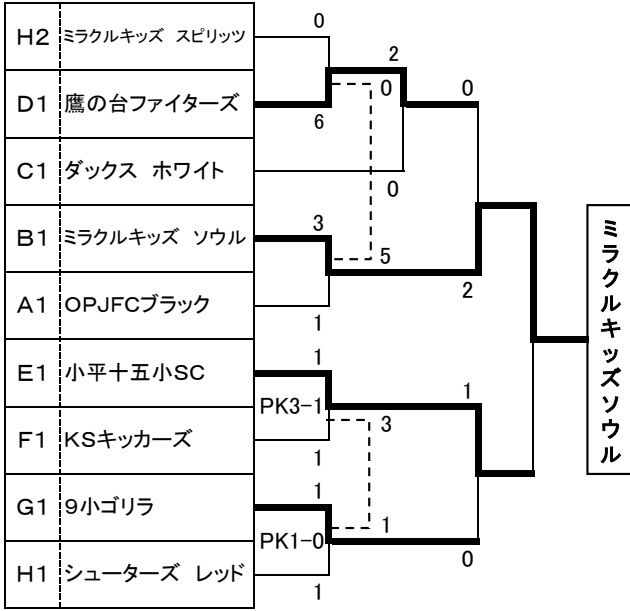 H2 ミラクルキッズ スピリッツ
D1 鷹の台ファイターズ
C1 ダックス ホワイト
B1 ミラクルキッズ ソウル
A1 OPJFCブラック
E1 小平十五小SC
F1 KSキッカーズ
G1 9小ゴリラ
H1 シューターズ レッド
0
6
2
0
0
0
3
5
2
1
1
PK3-1
1
3
1
1
PK1-0
1
1
0
ミラクルキッズソウル